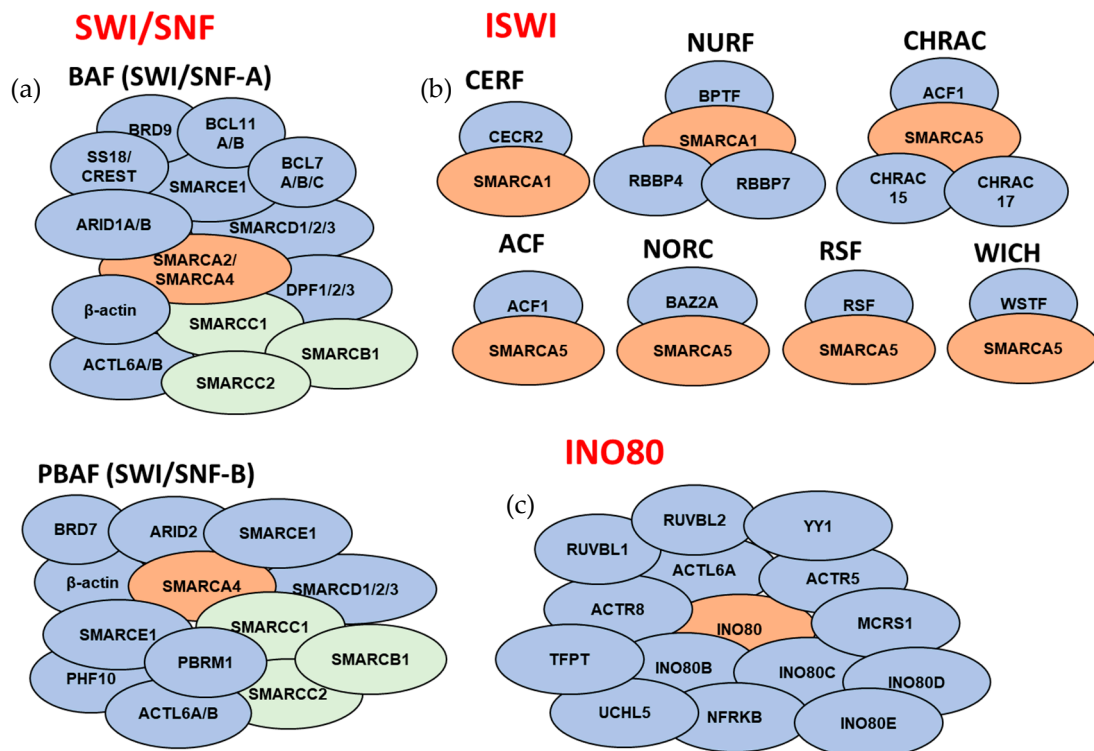 SWI/SNF
(a)
BAF (SWI/SNF-A)
BRD9
BCL11
A/B
SS18/
CREST
SMARCE1
BCL7
A/B/C
ARID1A/B
SMARCD1/2/3
SMARCA2/
SMARCA4
DPF1/2/3
β-actin
SMARCC1
SMARCB1
ACTL6A/B
SMARCC2
PBAF (SWI/SNF-B)
BRD7
ARID2
SMARCE1
β-actin
SMARCA4
SMARCD1/2/3
SMARCE1
SMARCC1
PBRM1
SMARCB1
PHF10
SMARCC2
ACTL6A/B
ISWI
(b)
CERF
CECR2
SMARCA1
NURF
BPTF
SMARCA1
RBBP4
RBBP7
CHRAC
ACF1
SMARCA5
CHRAC
15
CHRAC
17
ACF
ACF1
SMARCA5
NORC
BAZ2A
SMARCA5
RSF
RSF
SMARCA5
WICH
WSTF
SMARCA5
INO80
(c)
RUVBL2
YY1
RUVBL1
ACTL6A
ACTR5
ACTR8
INO80
MCRS1
TFPT
INO80B
INO80C
INO80D
UCHL5
NFRKB
INO80E